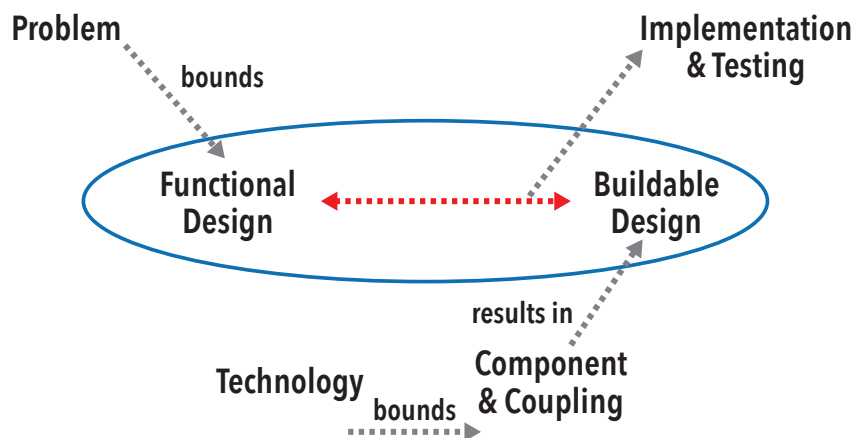 Problem
Implementation
& Testing
bounds
Functional
Design
Buildable
Design
results in
Component
& Coupling
Technology
bounds